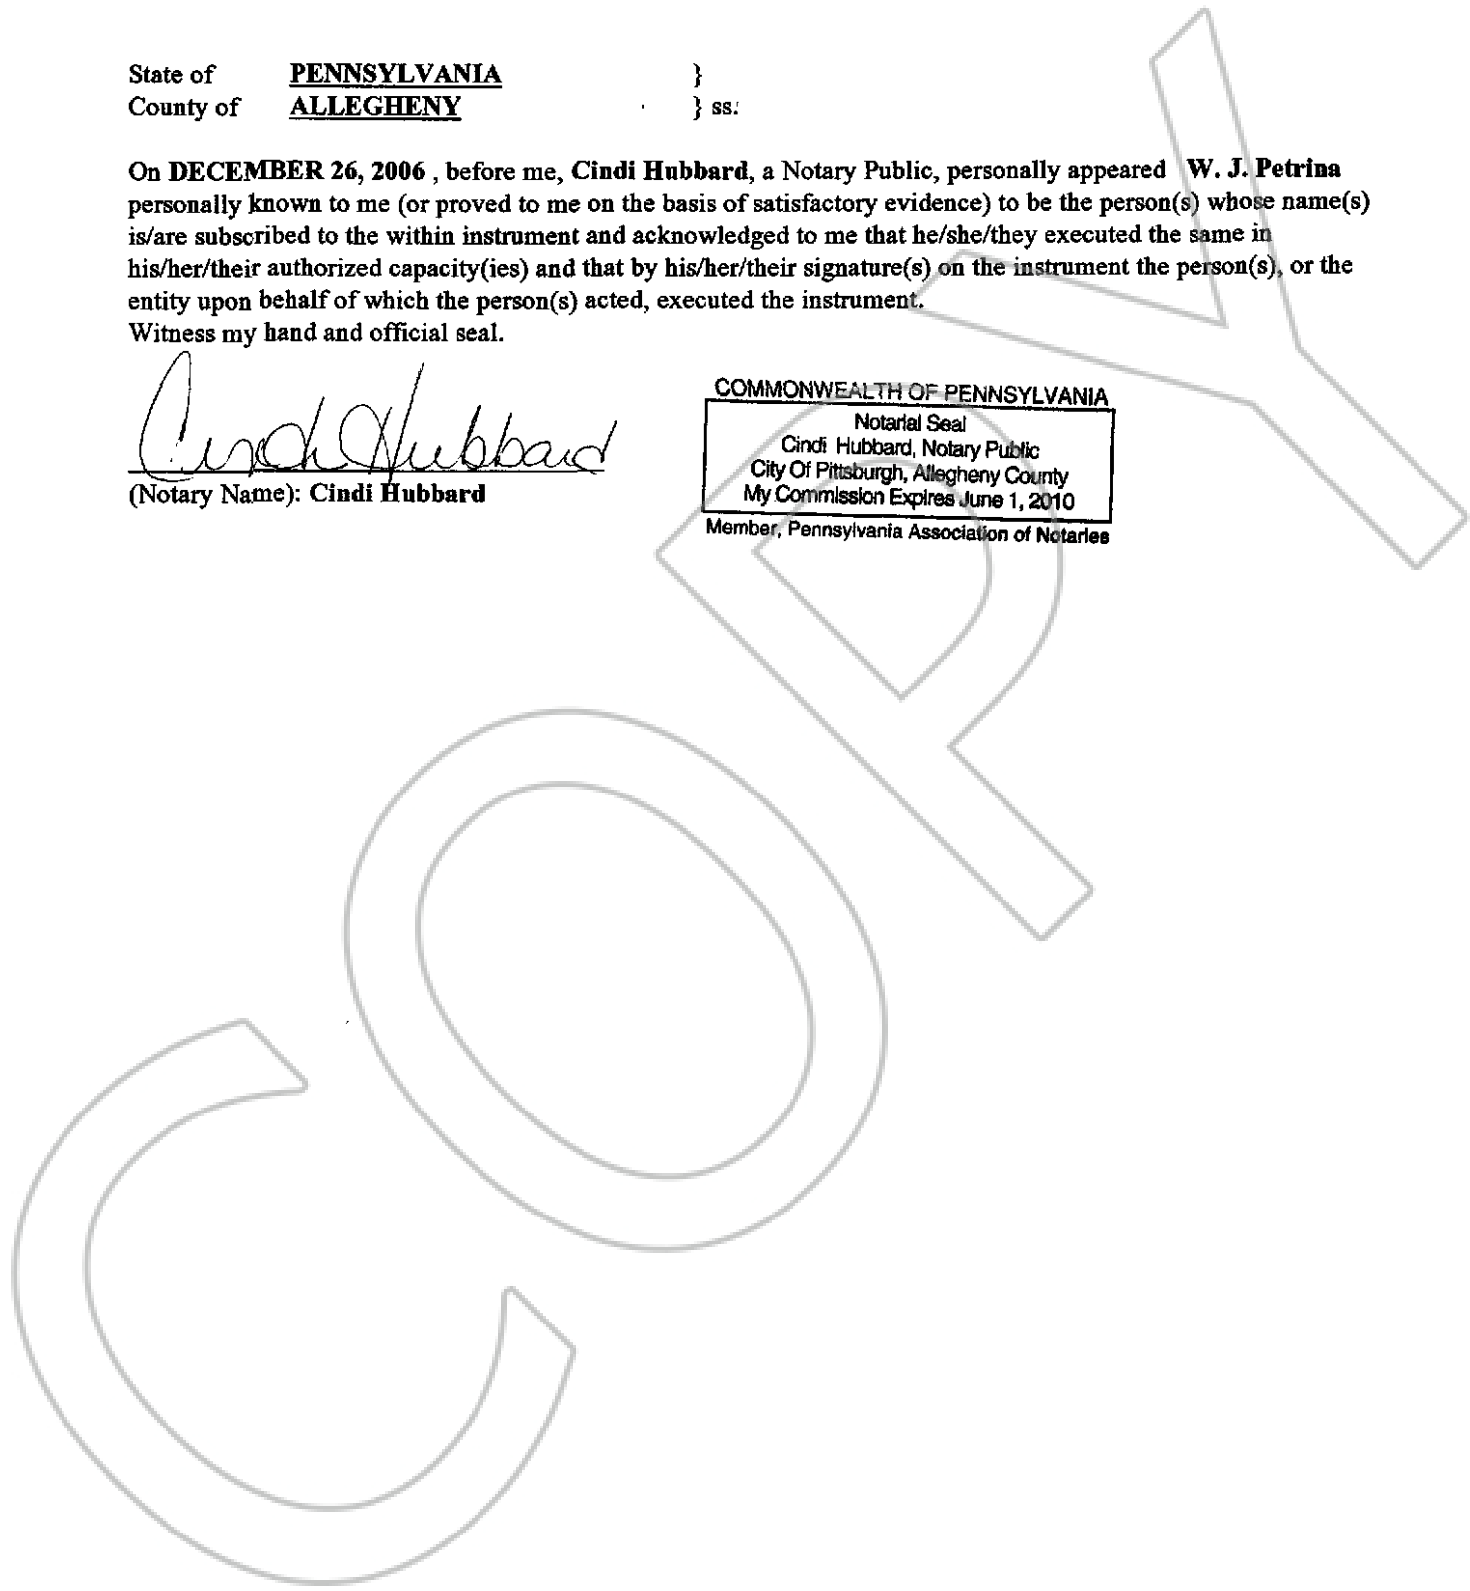 State of PENNSYLVANIA }
County of ALLEGHENY } ss:
On DECEMBER 26, 2006 , before me, Cindi Hubbard, a Notary Public, personally appeared W. J. Petrina
personally known to me (or proved to me on the basis of satisfactory evidence) to be the person(s) whose name(s)
is/are subscribed to the within instrument and acknowledged to me that he/she/they executed the same in
his/her/their authorized capacity(ies) and that by his/her/their signature(s) on the instrument the person(s), or the
entity upon behalf of which the person(s) acted, executed the instrument.
Witness my hand and official seal.
Cindi Hubbard
(Notary Name): Cindi Hubbard
COMMONWEALTH OF PENNSYLVANIA
Notarial Seal
Cindi Hubbard, Notary Public
City Of Pittsburgh, Allegheny County
My Commission Expires June 1, 2010
Member, Pennsylvania Association of Notaries
COPY